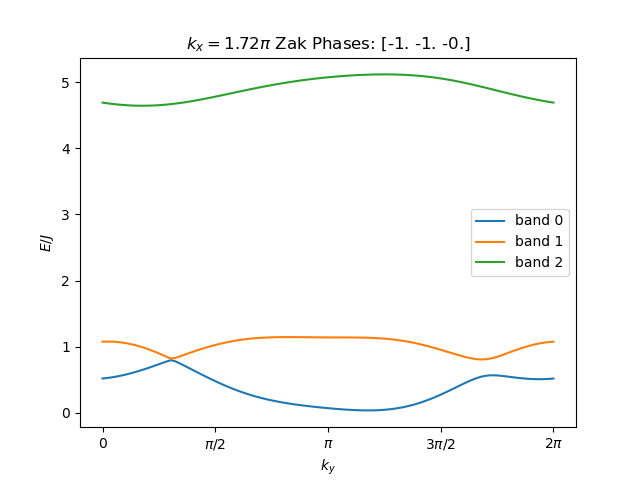 $k_x = 1.72\pi$ Zak Phases: [-1. -1. -0.]
E/J
5
4
3
2
1
0
band 0
band 1
band 2
0
π/2
π
3π/2
2π
$k_y$